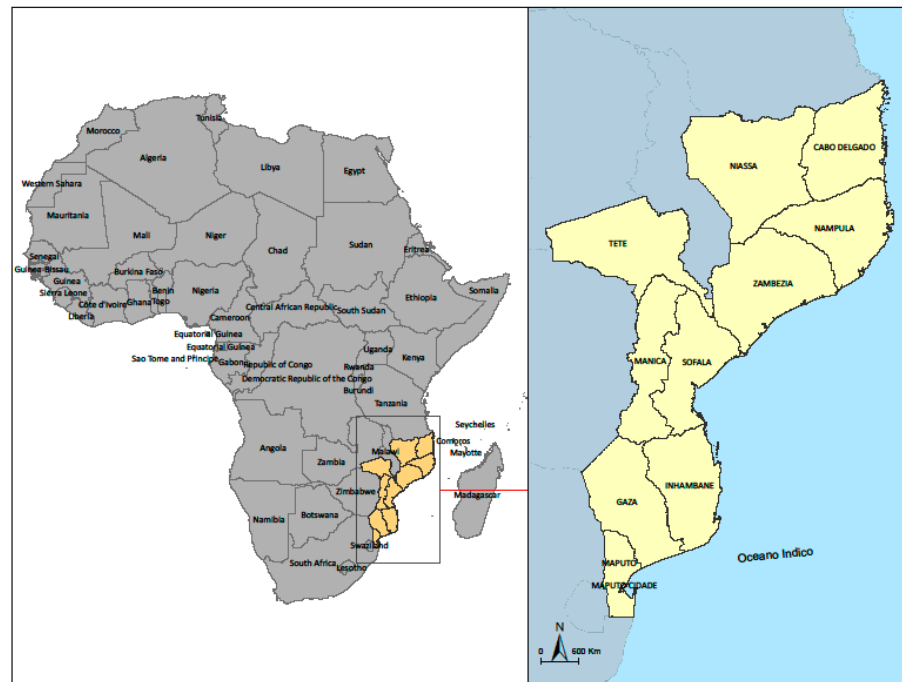 Tunisia
Morocco
Algeria
Libya
Egypt
Western Sahara
Mauritania
Mali
Niger
Chad
Sudan
Eritrea
Senegal
Guinea-Bissau
Guinea
Sierra Leone
Liberia
Côte d'Ivoire
Burkina Faso
Ghana
Togo
Benin
Nigeria
Cameroon
Central African Republic
South Sudan
Ethiopia
Somalia
Equatorial Guinea
Equatorial Guinea
Sao Tome and Principe
Gabon
Republic of Congo
Democratic Republic of the Congo
Uganda
Kenya
Rwanda
Burundi
Tanzania
Seychelles
Comoros
Mayotte
Malawi
Angola
Zambia
Zimbabwe
Madagascar
Namibia
Botswana
Swaziland
South Africa
Lesotho
CABO DELGADO
NIASSA
NAMPULA
TETE
ZAMBEZIA
MANICA
SOFALA
INHAMBANE
GAZA
MAPUTO
MAPUTO CIDADE
Oceano Indico
N
0 600 Km